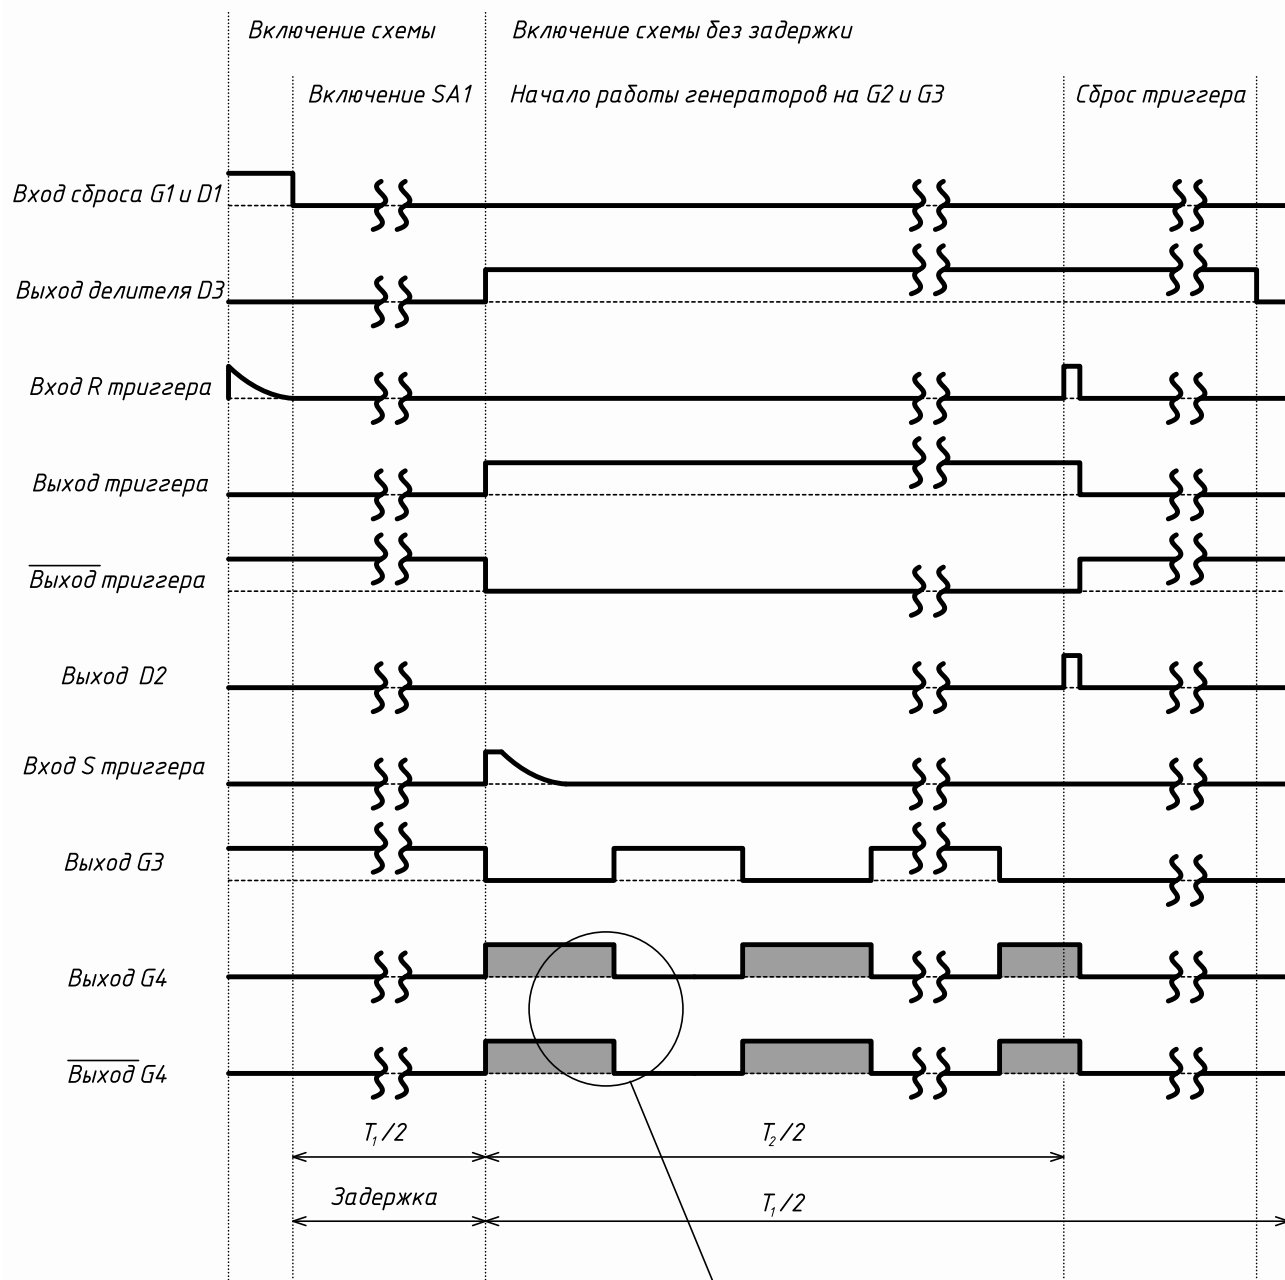 Включение схемы
Включение схемы без задержки
Включение SA1
Начало работы генераторов на G2 и G3
Сброс триггера
Вход сброса G1 и D1
Выход делителя D3
Вход R триггера
Выход триггера
Выход триггера
Выход D2
Вход S триггера
Выход G3
Выход G4
Выход G4
T₁/2
T₂/2
Задержка
T₁/2